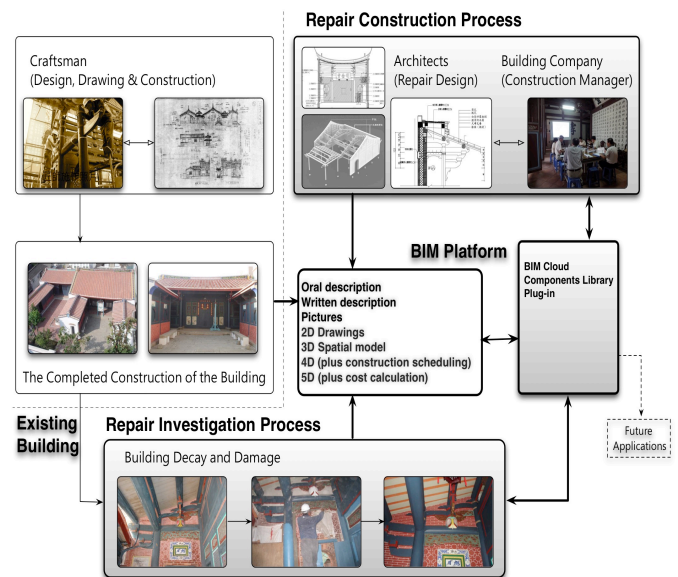 Repair Construction Process
Craftsman
(Design, Drawing & Construction)
Architects
(Repair Design)
Building Company
(Construction Manager)
BIM Platform
Oral description
Written description
Pictures
2D Drawings
3D Spatial model
4D (plus construction scheduling)
5D (plus cost calculation)
BIM Cloud
Components Library
Plug-in
The Completed Construction of the Building
Existing
Building
Repair Investigation Process
Building Decay and Damage
Future
Applications